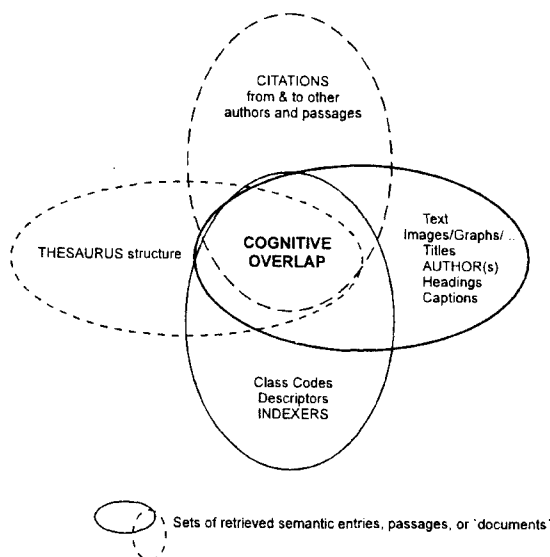 CITATIONS
from & to other
authors and passages
THESAURUS structure
COGNITIVE
OVERLAP
Text
Images/Graphs/ ..
Titles
AUTHOR(s)
Headings
Captions
Class Codes
Descriptors
INDEXERS
Sets of retrieved semantic entries, passages, or 'documents'